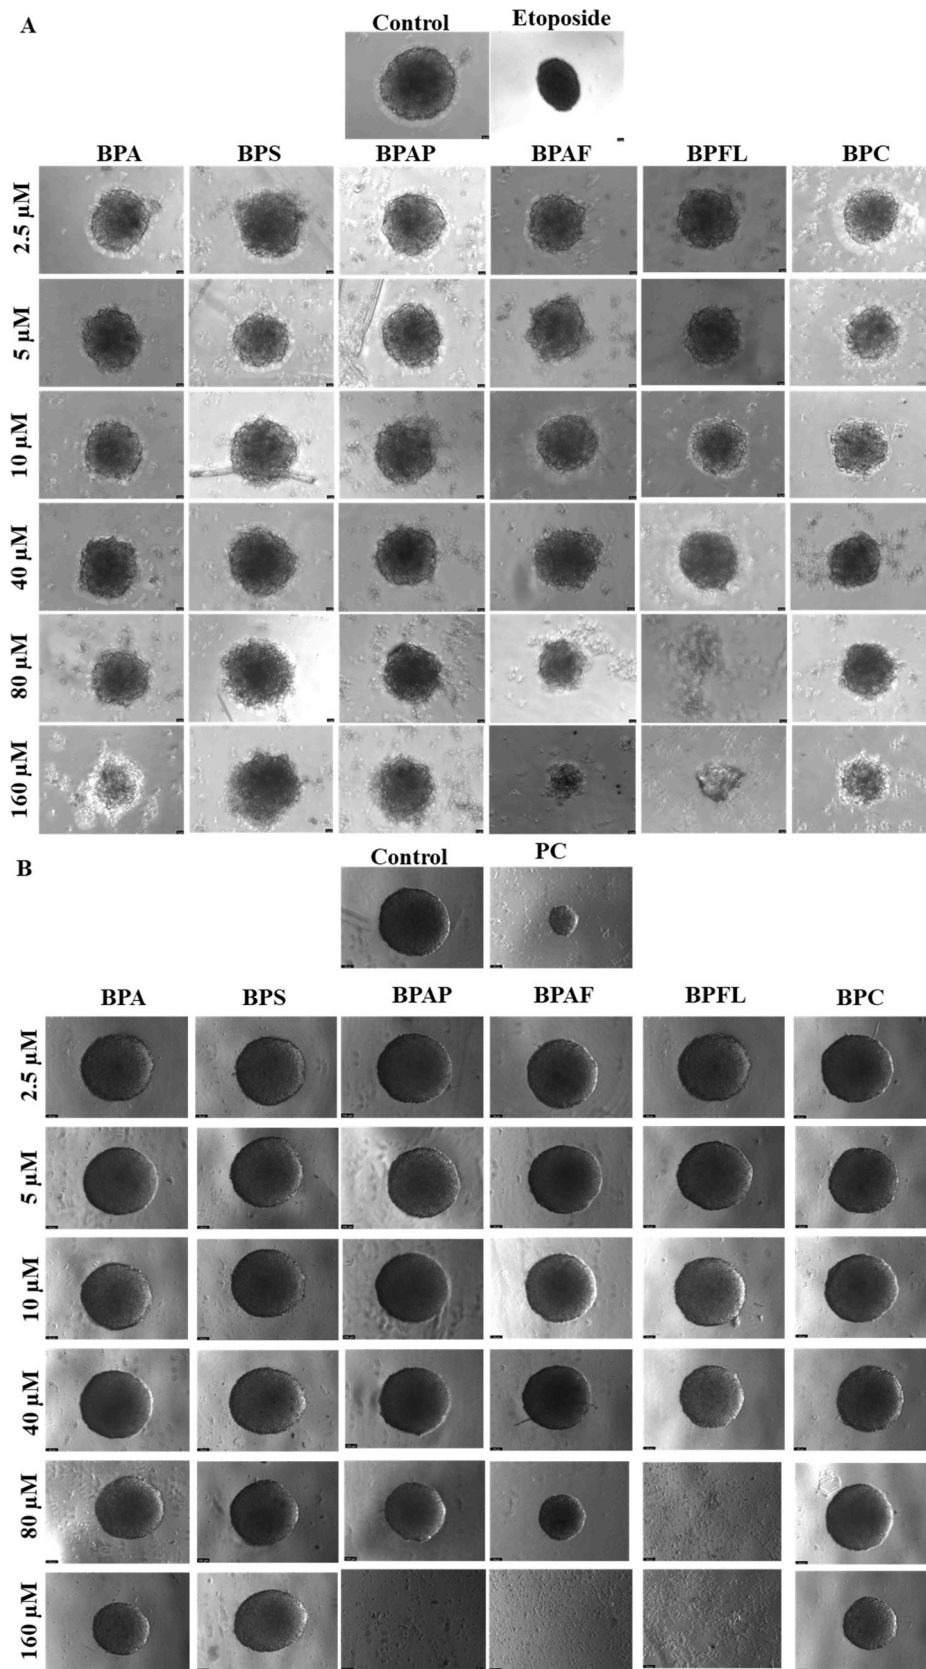 A
Control
Etoposide
BPA BPS BPAP BPAF BPFL BPC
2.5 µM
5 µM
10 µM
40 µM
80 µM
160 µM
B
Control
PC
BPA BPS BPAP BPAF BPFL BPC
2.5 µM
5 µM
10 µM
40 µM
80 µM
160 µM